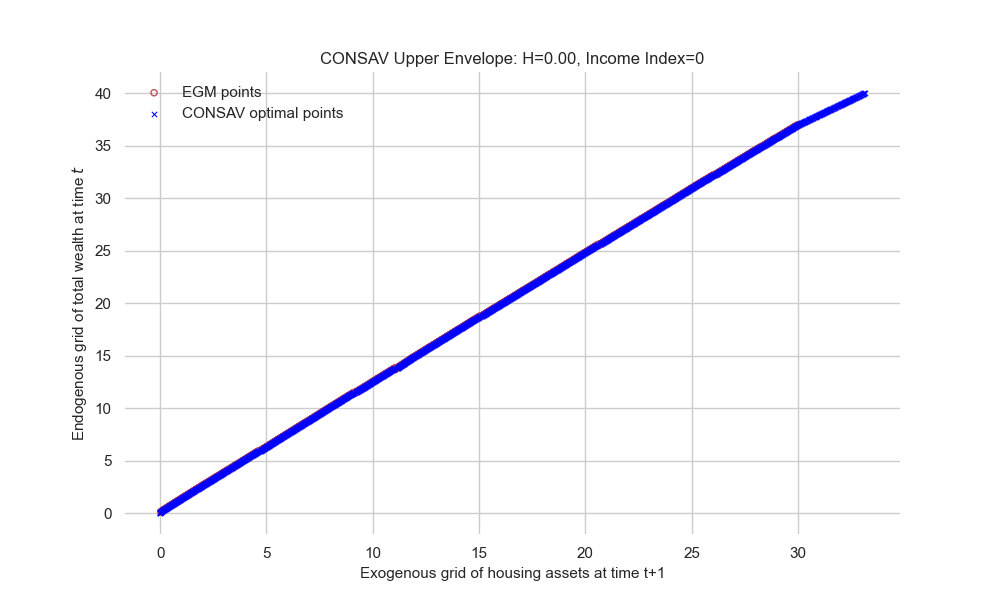 CONSAV Upper Envelope: H=0.00, Income Index=0
EGM points
CONSAV optimal points
Endogenous grid of total wealth at time t
40
35
30
25
20
15
10
5
0
0 5 10 15 20 25 30
Exogenous grid of housing assets at time t+1